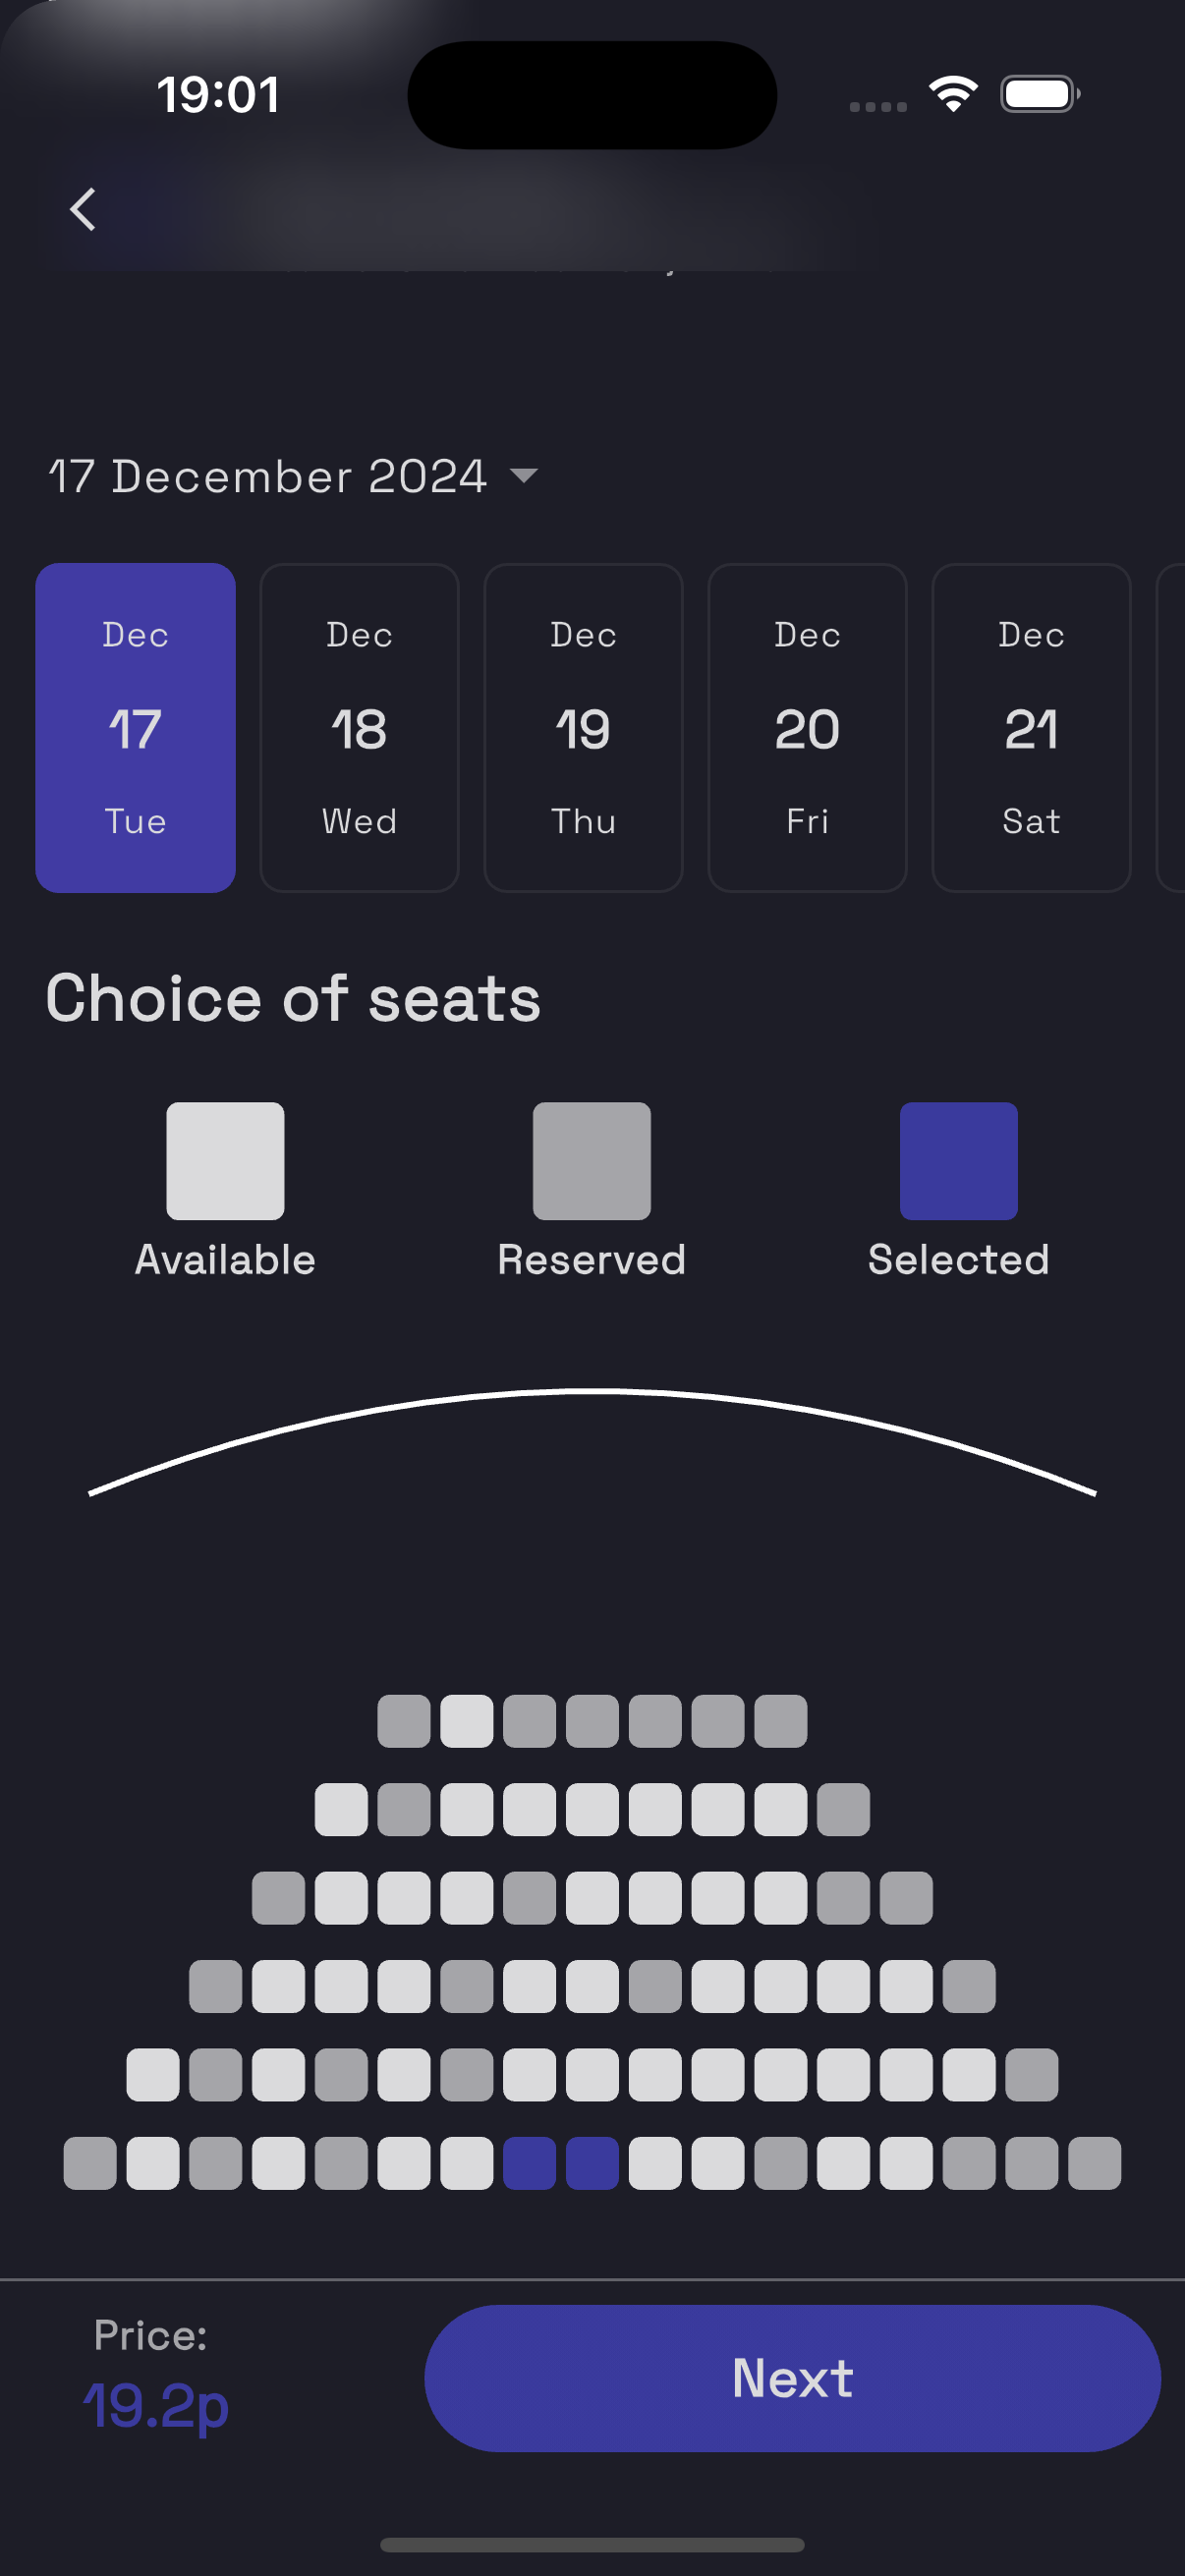 19:01
17 December 2024
Dec Dec Dec Dec Dec
17 18 19 20 21
Tue Wed Thu Fri Sat
Choice of seats
Available Reserved Selected
Price:
19.2p
Next